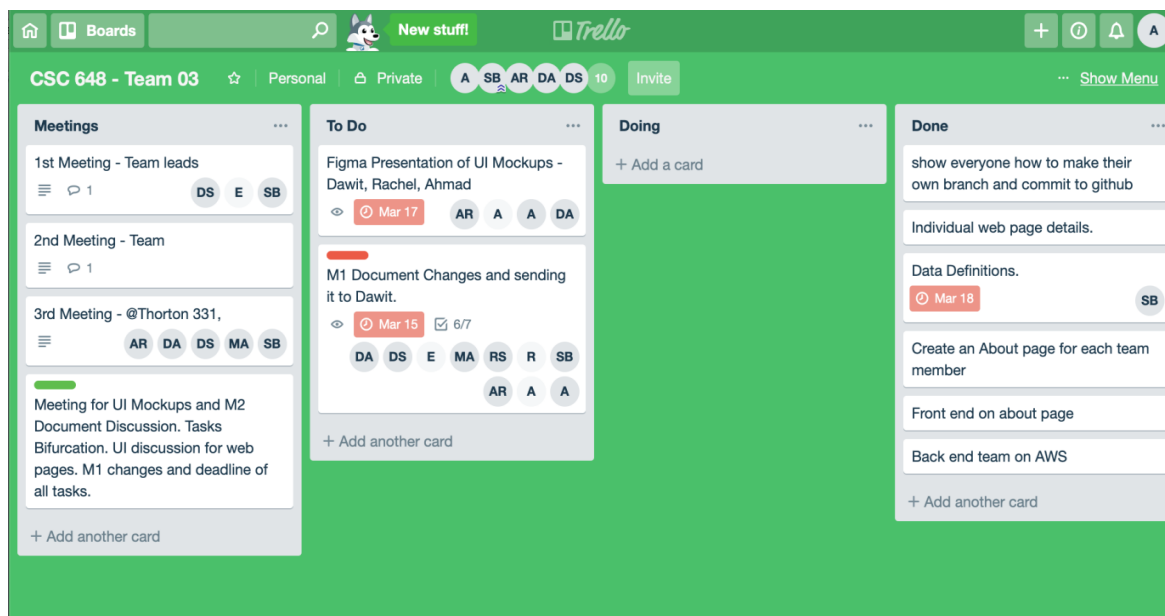 Boards
New stuff!
Trello
A
CSC 648 - Team 03
Personal
Private
A SB AR DA DS 10
Invite
... Show Menu
Meetings
1st Meeting - Team leads
1
DS E SB
2nd Meeting - Team
1
3rd Meeting - @Thorton 331,
AR DA DS MA SB
Meeting for UI Mockups and M2
Document Discussion. Tasks
Bifurcation. UI discussion for web
pages. M1 changes and deadline of
all tasks.
+ Add another card
To Do
Figma Presentation of UI Mockups -
Dawit, Rachel, Ahmad
Mar 17
AR A A DA
M1 Document Changes and sending
it to Dawit.
Mar 15 6/7
DA DS E MA RS R SB
AR A A
+ Add another card
Doing
+ Add a card
Done
show everyone how to make their
own branch and commit to github
Individual web page details.
Data Definitions.
Mar 18
SB
Create an About page for each team
member
Front end on about page
Back end team on AWS
+ Add another card